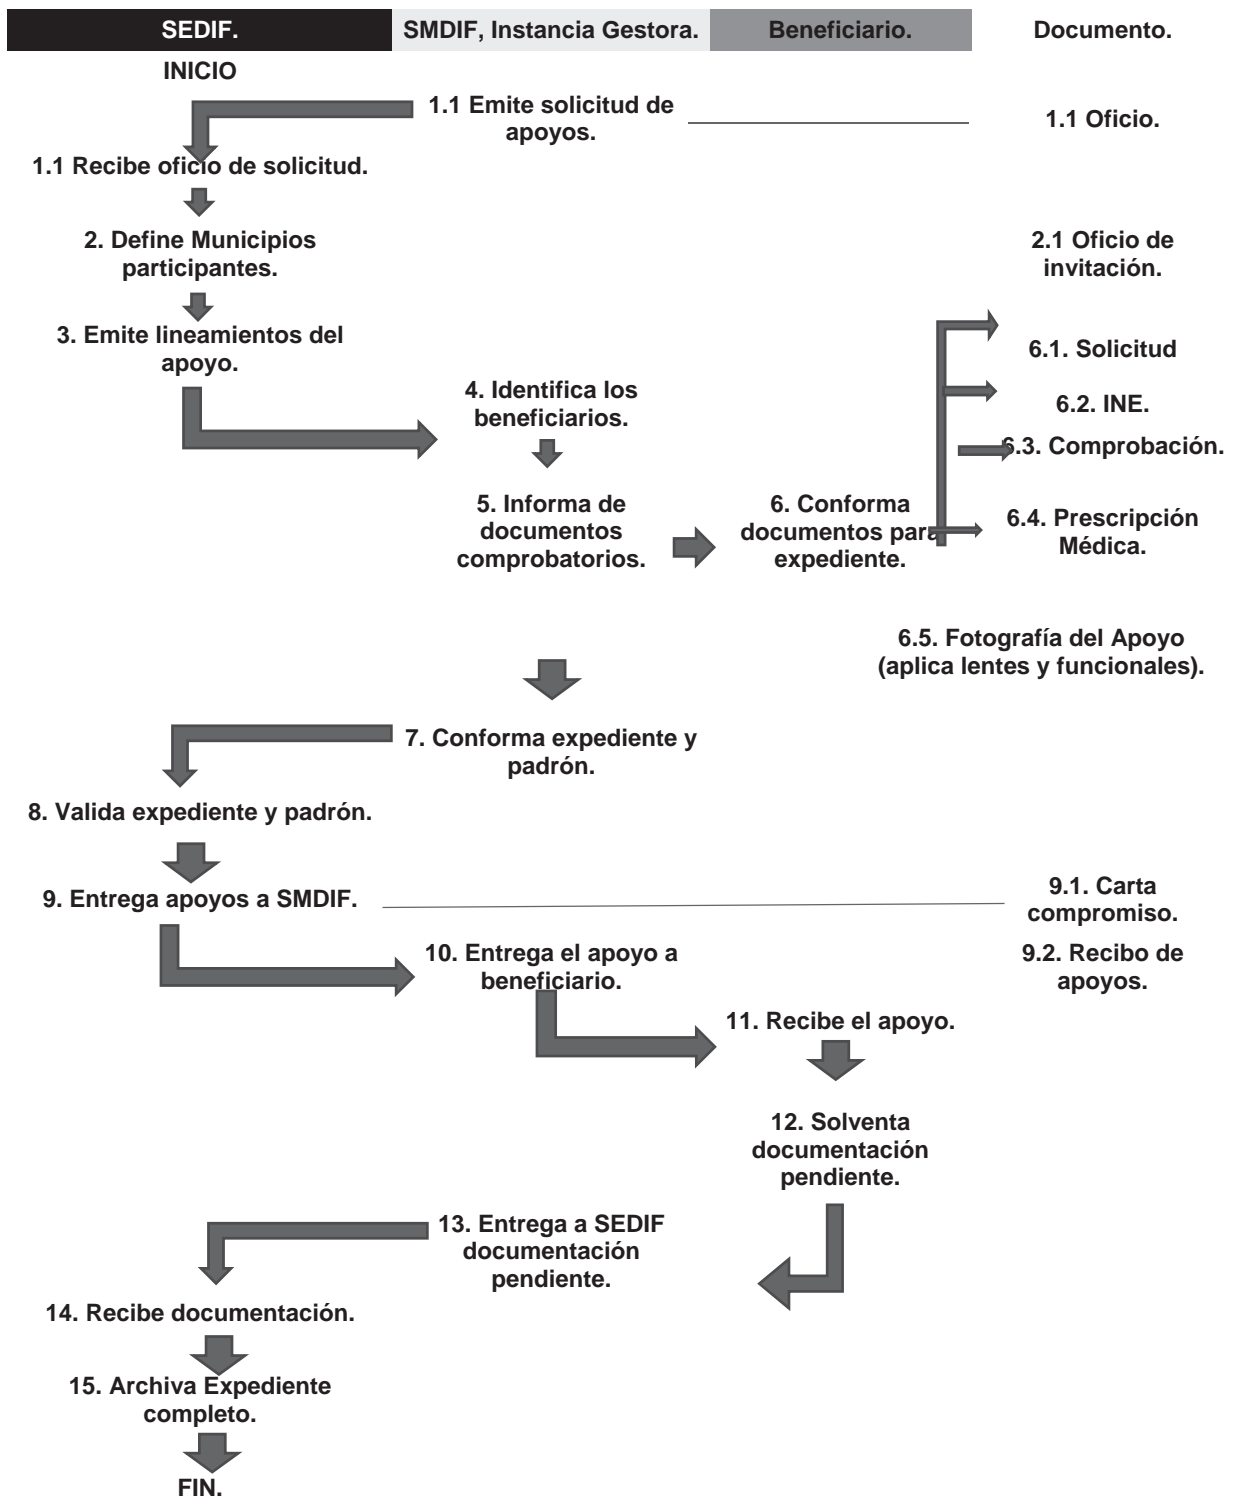 SEDIF.
SMDIF, Instancia Gestora.
Beneficiario.
Documento.
INICIO
1.1 Emite solicitud de
apoyos.
1.1 Oficio.
1.1 Recibe oficio de solicitud.
2. Define Municipios
participantes.
2.1 Oficio de
invitación.
3. Emite lineamientos del
apoyo.
6.1. Solicitud
4. Identifica los
beneficiarios.
6.2. INE.
6.3. Comprobación.
5. Informa de
documentos
comprobatorios.
6. Conforma
documentos para
expediente.
6.4. Prescripción
Médica.
6.5. Fotografía del Apoyo
(aplica lentes y funcionales).
7. Conforma expediente y
padrón.
8. Valida expediente y padrón.
9. Entrega apoyos a SMDIF.
9.1. Carta
compromiso.
10. Entrega el apoyo a
beneficiario.
9.2. Recibo de
apoyos.
11. Recibe el apoyo.
12. Solventa
documentación
pendiente.
13. Entrega a SEDIF
documentación
pendiente.
14. Recibe documentación.
15. Archiva Expediente
completo.
FIN.